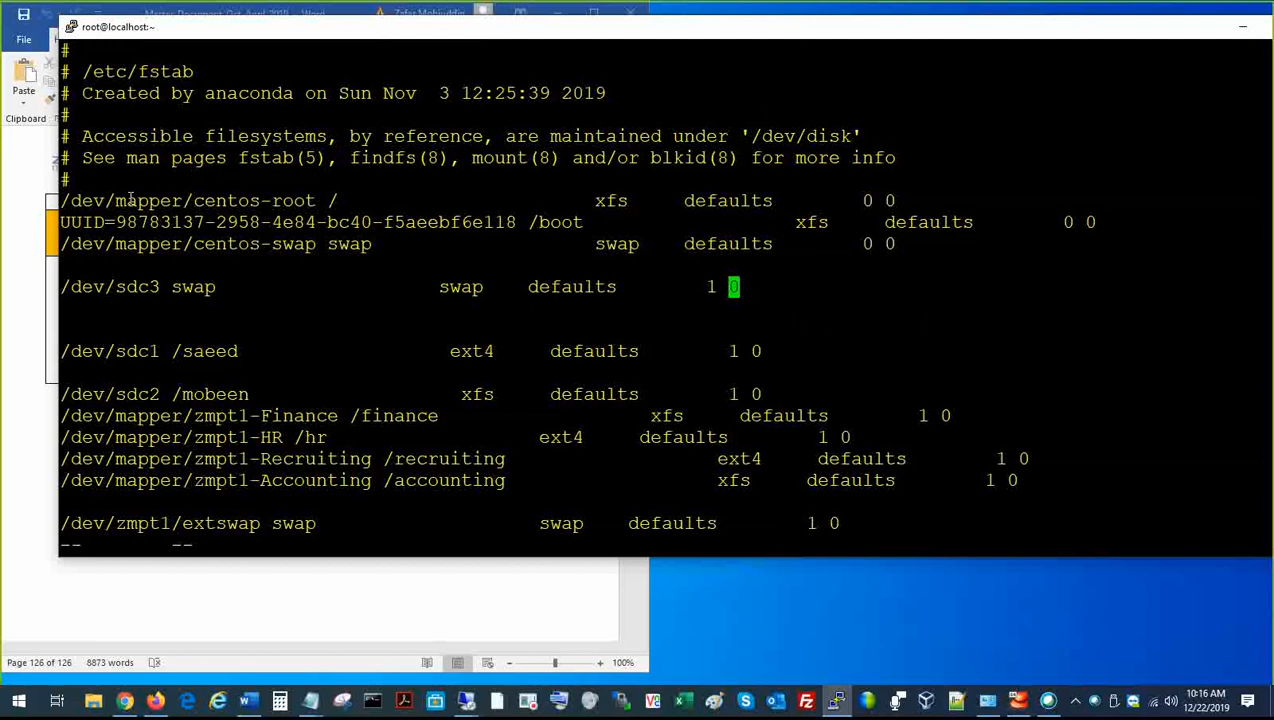 File
Paste
Clipboard
root@localhost:~
#
# /etc/fstab
# Created by anaconda on Sun Nov  3 12:25:39 2019
#
# Accessible filesystems, by reference, are maintained under '/dev/disk'
# See man pages fstab(5), findfs(8), mount(8) and/or blkid(8) for more info
#
/dev/mapper/centos-root /                       xfs     defaults        0 0
UUID=98783137-2958-4e84-bc40-f5aeebf6e118 /boot                   xfs     defaults        0 0
/dev/mapper/centos-swap swap                    swap    defaults        0 0
/dev/sdc3 swap                    swap    defaults        1 0
/dev/sdc1 /saeed                   ext4     defaults        1 0
/dev/sdc2 /mobeen                   xfs     defaults        1 0
/dev/mapper/zmpt1-Finance /finance                   xfs     defaults        1 0
/dev/mapper/zmpt1-HR /hr                   ext4     defaults        1 0
/dev/mapper/zmpt1-Recruiting /recruiting                   ext4     defaults       1 0
/dev/mapper/zmpt1-Accounting /accounting                   xfs     defaults       1 0
/dev/zmpt1/extswap swap                    swap    defaults        1 0
Page 126 of 126   8873 words   100%
10:16 AM
12/22/2019